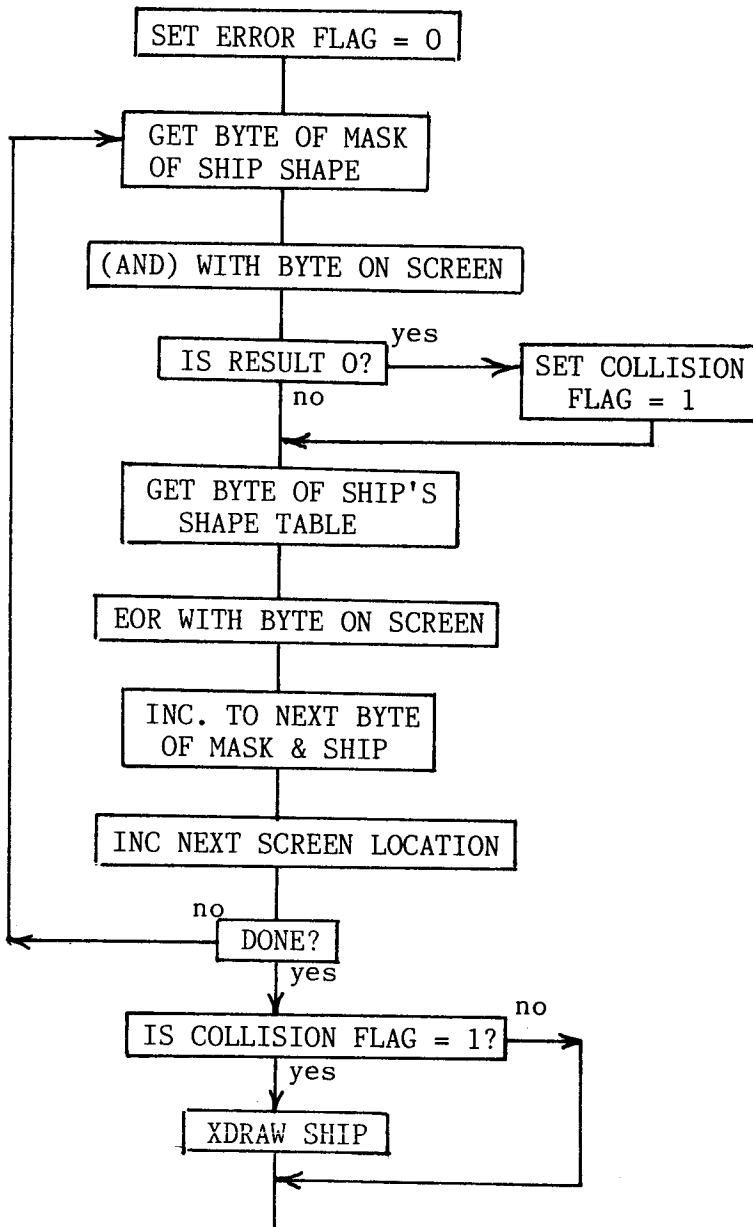 SET ERROR FLAG = 0
GET BYTE OF MASK
OF SHIP SHAPE
(AND) WITH BYTE ON SCREEN
IS RESULT 0?
yes
no
SET COLLISION
FLAG = 1
GET BYTE OF SHIP'S
SHAPE TABLE
EOR WITH BYTE ON SCREEN
INC. TO NEXT BYTE
OF MASK & SHIP
INC NEXT SCREEN LOCATION
no
DONE?
yes
IS COLLISION FLAG = 1?
no
yes
XDRAW SHIP